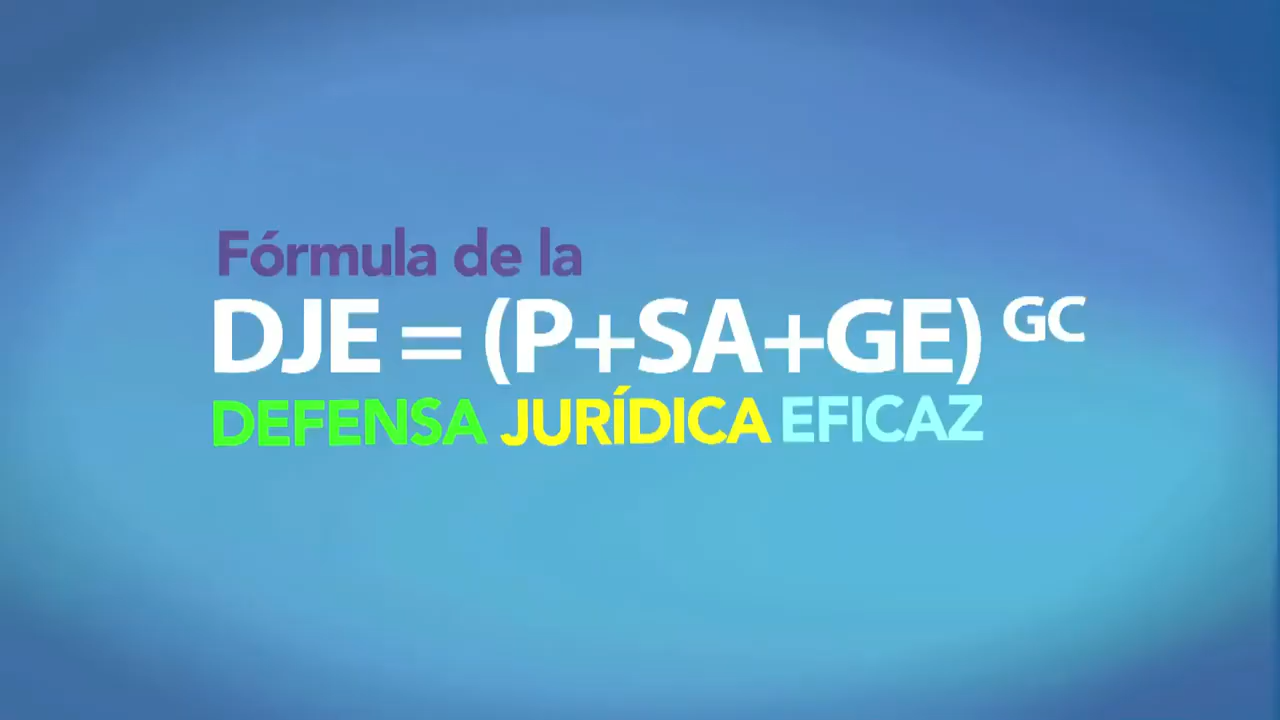 Fórmula de la
DJE = (P+SA+GE) GC
DEFENSA JURÍDICA EFICAZ